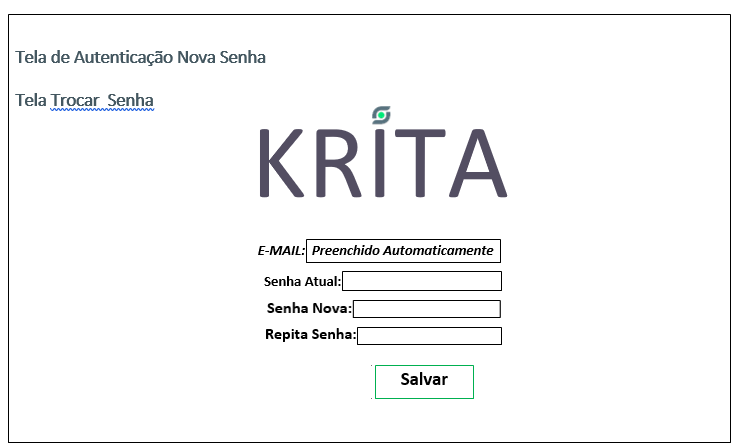 Tela de Autenticação Nova Senha
Tela Trocar  Senha
KRITA
E-MAIL: Preenchido Automaticamente
Senha Atual:
Senha Nova:
Repita Senha:
Salvar